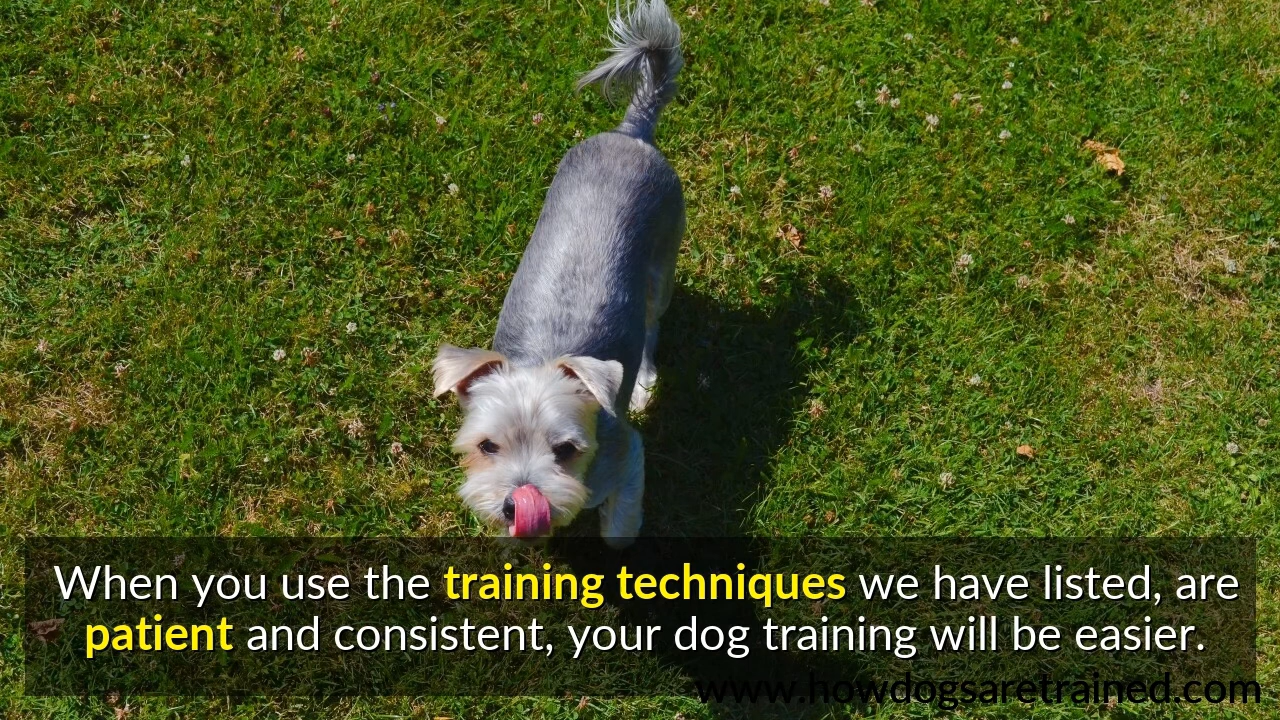 When you use the training techniques we have listed, are
patient and consistent, your dog training will be easier.
www.howdogsaretrained.com